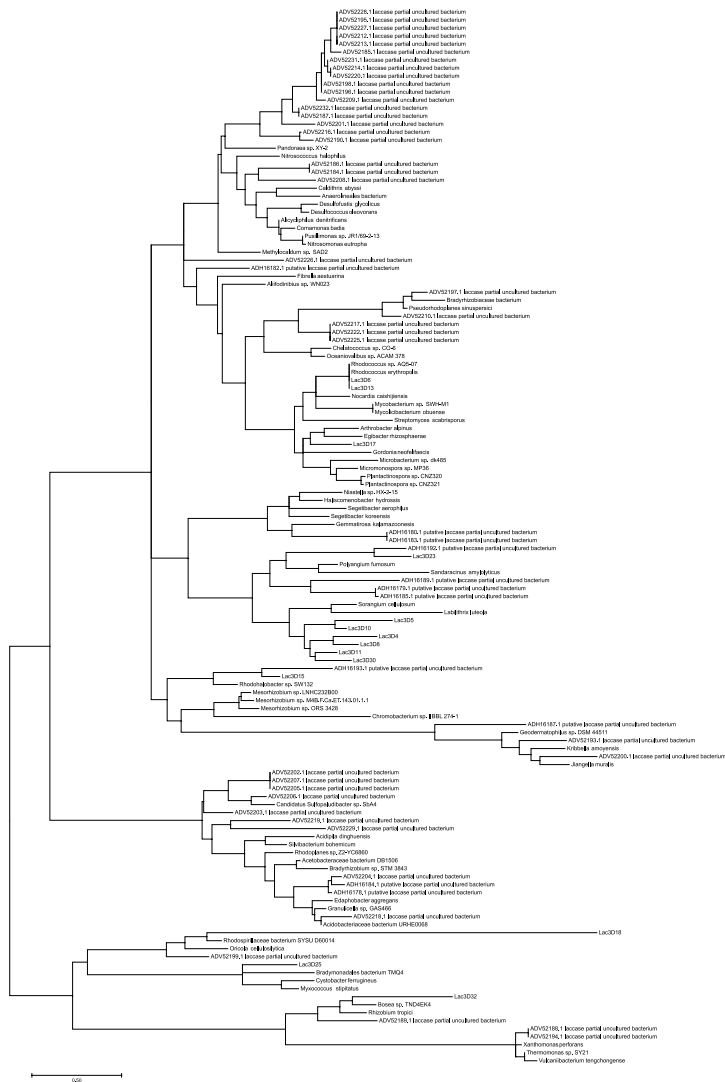 ADV52228.1 laccase partial uncultured bacterium
ADV52195.1 laccase partial uncultured bacterium
ADV52227.1 laccase partial uncultured bacterium
ADV52212.1 laccase partial uncultured bacterium
ADV52213.1 laccase partial uncultured bacterium
ADV52185.1 laccase partial uncultured bacterium
ADV52231.1 laccase partial uncultured bacterium
ADV52214.1 laccase partial uncultured bacterium
ADV52220.1 laccase partial uncultured bacterium
ADV52198.1 laccase partial uncultured bacterium
ADV52196.1 laccase partial uncultured bacterium
ADV52209.1 laccase partial uncultured bacterium
ADV52232.1 laccase partial uncultured bacterium
ADV52187.1 laccase partial uncultured bacterium
ADV52201.1 laccase partial uncultured bacterium
ADV52216.1 laccase partial uncultured bacterium
ADV52190.1 laccase partial uncultured bacterium
Pandoraea sp. XY-2
Nitrosococcus halophilus
ADV52186.1 laccase partial uncultured bacterium
ADV52184.1 laccase partial uncultured bacterium
ADV52208.1 laccase partial uncultured bacterium
Caldithrix abyssi
Anaerolineales bacterium
Desulfofustis glycolicus
Desulfococcus oleovorans
Alicycliphilus denitrificans
Comamonas badia
Pusillimonas sp. JR1/69-2-13
Nitrosomonas eutropha
Methylocaldum sp. SAD2
ADV52226.1 laccase partial uncultured bacterium
ADH16182.1 putative laccase partial uncultured bacterium
Fibrella aestuarina
Aliifodinibius sp. WN023
ADV52197.1 laccase partial uncultured bacterium
Bradyrhizobiaceae bacterium
Pseudorhodoplanes sinuspersici
ADV52210.1 laccase partial uncultured bacterium
ADV52217.1 laccase partial uncultured bacterium
ADV52222.1 laccase partial uncultured bacterium
ADV52225.1 laccase partial uncultured bacterium
Chelatococcus sp. CO-6
Oceaniovalibus sp. ACAM 378
Rhodococcus sp. AQ5-07
Rhodococcus erythropolis
Lac3D6
Lac3D13
Nocardia caishijiensis
Mycobacterium sp. SWH-M1
Mycolicibacterium obuense
Streptomyces scabrisporus
Arthrobacter alpinus
Egibacter rhizosphaerae
Lac3D17
Gordonia neofelifaecis
Microbacterium sp. dk485
Micromonospora sp. MP36
Plantactinospora sp. CNZ320
Plantactinospora sp. CNZ321
Niastella sp. HX-2-15
Haliscomenobacter hydrossis
Segetibacter aerophilus
Segetibacter koreensis
Gemmatirosa kalamazoonesis
ADH16180.1 putative laccase partial uncultured bacterium
ADH16183.1 putative laccase partial uncultured bacterium
ADH16192.1 putative laccase partial uncultured bacterium
Lac3D23
Polyangium fumosum
Sandaracinus amylolyticus
ADH16189.1 putative laccase partial uncultured bacterium
ADH16179.1 putative laccase partial uncultured bacterium
ADH16185.1 putative laccase partial uncultured bacterium
Sorangium cellulosum
Labilithrix luteola
Lac3D5
Lac3D10
Lac3D4
Lac3D8
Lac3D11
Lac3D30
ADH16193.1 putative laccase partial uncultured bacterium
Lac3D15
Rhodohalobacter sp. SW132
Mesorhizobium sp. LNHC232B00
Mesorhizobium sp. M4B.F.Ca.ET.143.01.1.1
Mesorhizobium sp. ORS 3428
Chromobacterium sp. IIBBL 274-1
ADH16187.1 putative laccase partial uncultured bacterium
Geodermatophilus sp. DSM 44511
ADV52193.1 laccase partial uncultured bacterium
Kribbella amoyensis
ADV52200.1 laccase partial uncultured bacterium
Jiangella muralis
ADV52202.1 laccase partial uncultured bacterium
ADV52207.1 laccase partial uncultured bacterium
ADV52205.1 laccase partial uncultured bacterium
ADV52206.1 laccase partial uncultured bacterium
Candidatus Sulfopaludibacter sp. SbA4
ADV52203.1 laccase partial uncultured bacterium
ADV52219.1 laccase partial uncultured bacterium
ADV52229.1 laccase partial uncultured bacterium
Acidipila dinghuensis
Silvibacterium bohemicum
Rhodoplanes sp. Z2-YC6860
Acetobacteraceae bacterium DB1506
Bradyrhizobium sp. STM 3843
ADV52204.1 laccase partial uncultured bacterium
ADH16184.1 putative laccase partial uncultured bacterium
ADH16178.1 putative laccase partial uncultured bacterium
Edaphobacter aggregans
Granulicella sp. GAS466
ADV52218.1 laccase partial uncultured bacterium
Acidobacteriaceae bacterium URHE0068
Lac3D18
Rhodospirillaceae bacterium SYSU D60014
Oricola cellulosilytica
ADV52199.1 laccase partial uncultured bacterium
Lac3D25
Bradymonadales bacterium TMQ4
Cystobacter ferrugineus
Myxococcus stipitatus
Lac3D32
Bosea sp. TND4EK4
Rhizobium tropici
ADV52189.1 laccase partial uncultured bacterium
ADV52188.1 laccase partial uncultured bacterium
ADV52194.1 laccase partial uncultured bacterium
Xanthomonas perforans
Thermomonas sp. SY21
Vulcaniibacterium tengchongense
0.50